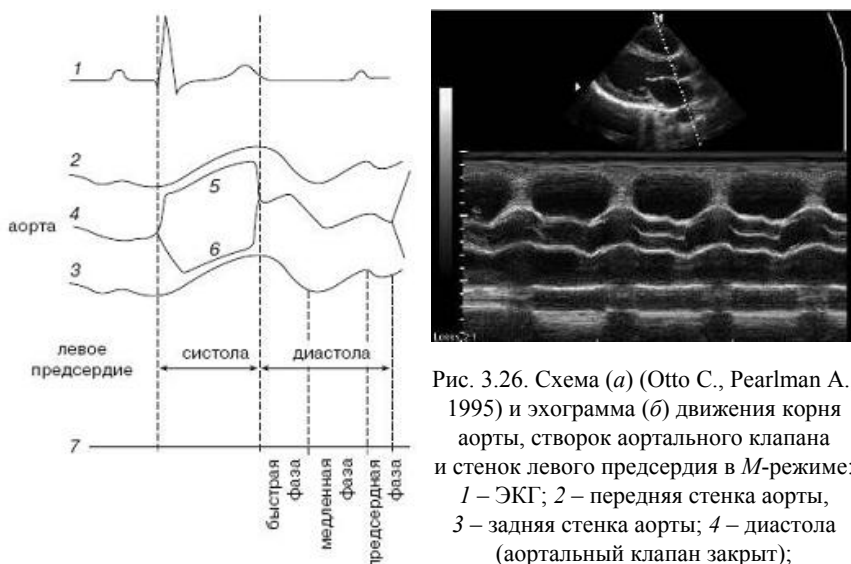 1
2
5
4
аорта
6
3
левое
предсердие
систола
диастола
7
быстрая
фаза
медленная
фаза
предсердная
фаза
Рис. 3.26. Схема (а) (Otto C., Pearlman A.
1995) и эхограмма (б) движения корня
аорты, створок аортального клапана
и стенок левого предсердия в М-режиме:
1 – ЭКГ; 2 – передняя стенка аорты,
3 – задняя стенка аорты; 4 – диастола
(аортальный клапан закрыт);